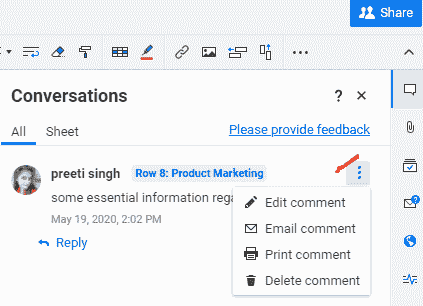 Share
Conversations ?
All Sheet Please provide feedback
preeti singh Row 8: Product Marketing
some essential information rega
May 19, 2020, 2:02 PM
Reply
Edit comment
Email comment
Print comment
Delete comment